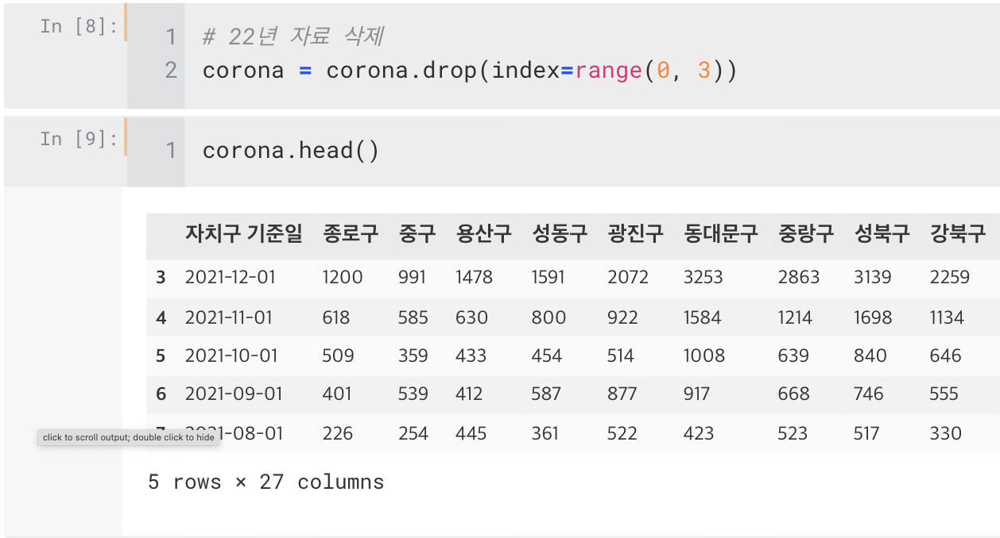 In [8]:
1 # 22년 자료 삭제
2 corona = corona.drop(index=range(0, 3))
In [9]:
1 corona.head()
자치구 기준일 종로구 중구 용산구 성동구 광진구 동대문구 중랑구 성북구 강북구
3 2021-12-01 1200 991 1478 1591 2072 3253 2863 3139 2259
4 2021-11-01 618 585 630 800 922 1584 1214 1698 1134
5 2021-10-01 509 359 433 454 514 1008 639 840 646
6 2021-09-01 401 539 412 587 877 917 668 746 555
7 2021-08-01 226 254 445 361 522 423 523 517 330
click to scroll output; double click to hide
5 rows × 27 columns